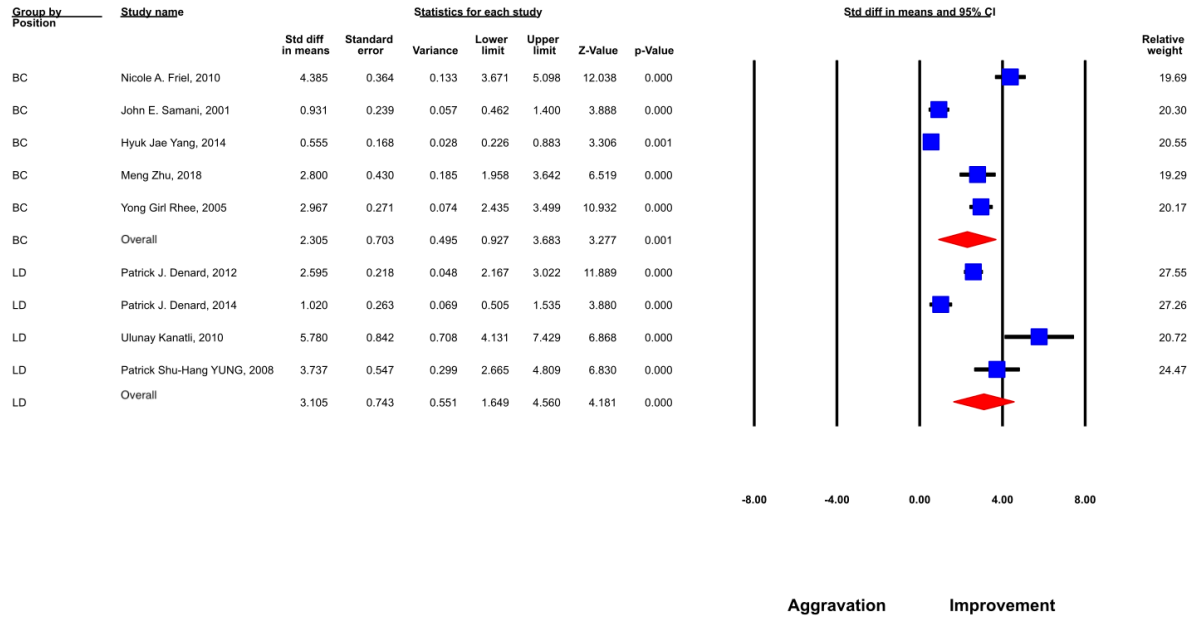 Group by Position Study name Statistics for each study Std diff in means and 95% CI
Std diff in means Standard error Variance Lower limit Upper limit Z-Value p-Value Relative weight
BC Nicole A. Friel, 2010 4.385 0.364 0.133 3.671 5.098 12.038 0.000 19.69
BC John E. Samani, 2001 0.931 0.239 0.057 0.462 1.400 3.888 0.000 20.30
BC Hyuk Jae Yang, 2014 0.555 0.168 0.028 0.226 0.883 3.306 0.001 20.55
BC Meng Zhu, 2018 2.800 0.430 0.185 1.958 3.642 6.519 0.000 19.29
BC Yong Girl Rhee, 2005 2.967 0.271 0.074 2.435 3.499 10.932 0.000 20.17
BC Overall 2.305 0.703 0.495 0.927 3.683 3.277 0.001
LD Patrick J. Denard, 2012 2.595 0.218 0.048 2.167 3.022 11.889 0.000 27.55
LD Patrick J. Denard, 2014 1.020 0.263 0.069 0.505 1.535 3.880 0.000 27.26
LD Ulunay Kanatli, 2010 5.780 0.842 0.708 4.131 7.429 6.868 0.000 20.72
LD Patrick Shu-Hang YUNG, 2008 3.737 0.547 0.299 2.665 4.809 6.830 0.000 24.47
LD Overall 3.105 0.743 0.551 1.649 4.560 4.181 0.000
-8.00 -4.00 0.00 4.00 8.00
Aggravation Improvement